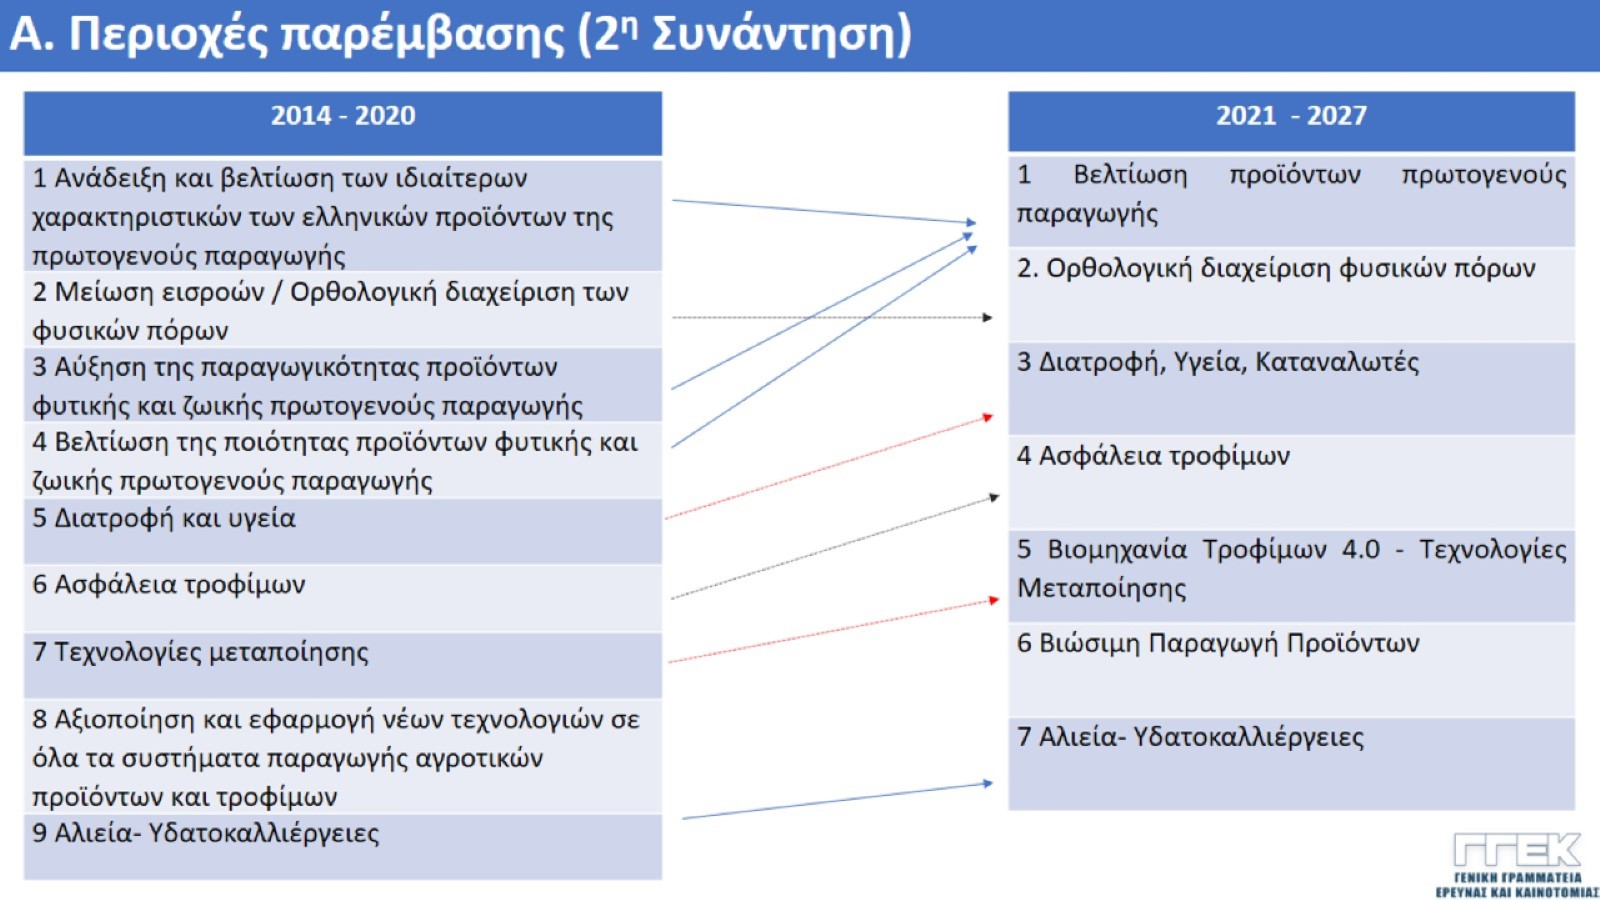 Α. Περιοχές παρέμβασης (2η Συνάντηση)
2014 - 2020
1 Ανάδειξη και βελτίωση των ιδιαίτερων
χαρακτηριστικών των ελληνικών προϊόντων της
πρωτογενούς παραγωγής
2 Μείωση εισροών / Ορθολογική διαχείριση των
φυσικών πόρων
3 Αύξηση της παραγωγικότητας προϊόντων
φυτικής και ζωικής πρωτογενούς παραγωγής
4 Βελτίωση της ποιότητας προϊόντων φυτικής και
ζωικής πρωτογενούς παραγωγής
5 Διατροφή και υγεία
6 Ασφάλεια τροφίμων
7 Τεχνολογίες μεταποίησης
8 Αξιοποίηση και εφαρμογή νέων τεχνολογιών σε
όλα τα συστήματα παραγωγής αγροτικών
προϊόντων και τροφίμων
9 Αλιεία- Υδατοκαλλιέργειες
2021 - 2027
1 Βελτίωση προϊόντων πρωτογενούς
παραγωγής
2. Ορθολογική διαχείριση φυσικών πόρων
3 Διατροφή, Υγεία, Καταναλωτές
4 Ασφάλεια τροφίμων
5 Βιομηχανία Τροφίμων 4.0 - Τεχνολογίες
Μεταποίησης
6 Βιώσιμη Παραγωγή Προϊόντων
7 Αλιεία- Υδατοκαλλιέργειες
ΓΓΕΚ
ΓΕΝΙΚΗ ΓΡΑΜΜΑΤΕΙΑ
ΕΡΕΥΝΑΣ ΚΑΙ ΚΑΙΝΟΤΟΜΙΑΣ